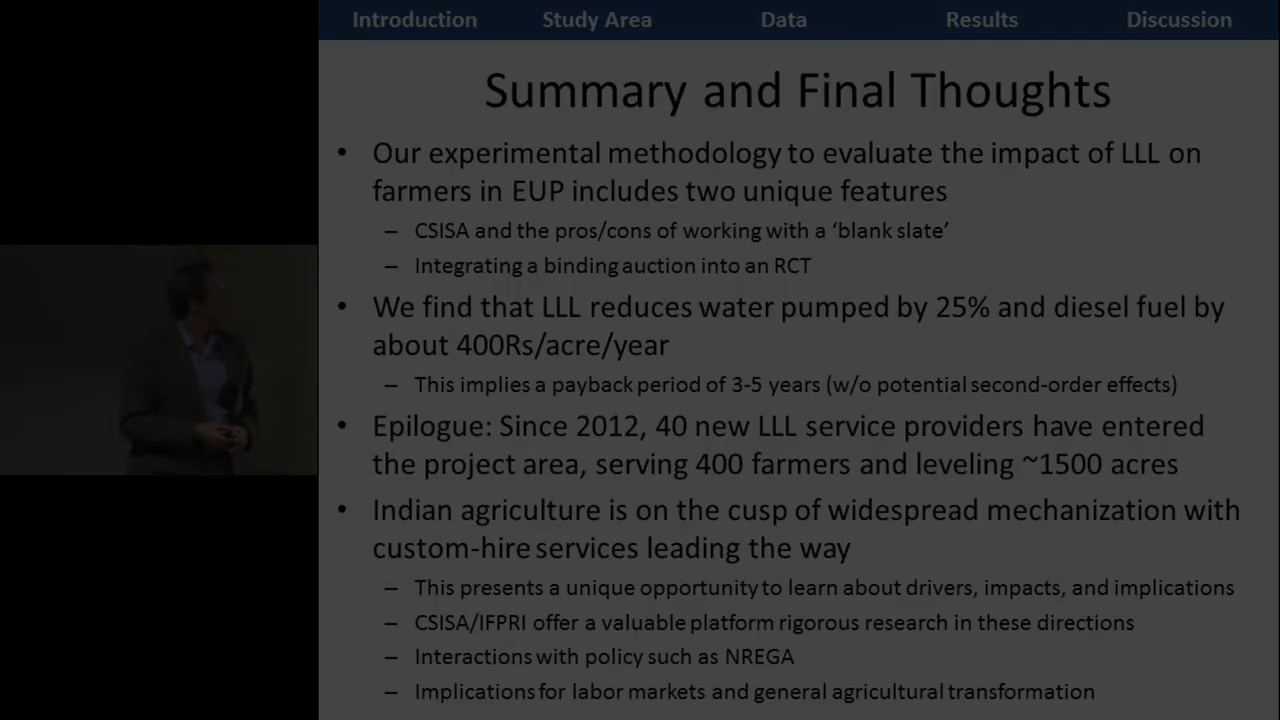 Introduction Study Area Data Results Discussion
Summary and Final Thoughts
• Our experimental methodology to evaluate the impact of LLL on
farmers in EUP includes two unique features
– CSISA and the pros/cons of working with a ‘blank slate’
– Integrating a binding auction into an RCT
• We find that LLL reduces water pumped by 25% and diesel fuel by
about 400Rs/acre/year
– This implies a payback period of 3-5 years (w/o potential second-order effects)
• Epilogue: Since 2012, 40 new LLL service providers have entered
the project area, serving 400 farmers and leveling ~1500 acres
• Indian agriculture is on the cusp of widespread mechanization with
custom-hire services leading the way
– This presents a unique opportunity to learn about drivers, impacts, and implications
– CSISA/IFPRI offer a valuable platform rigorous research in these directions
– Interactions with policy such as NREGA
– Implications for labor markets and general agricultural transformation